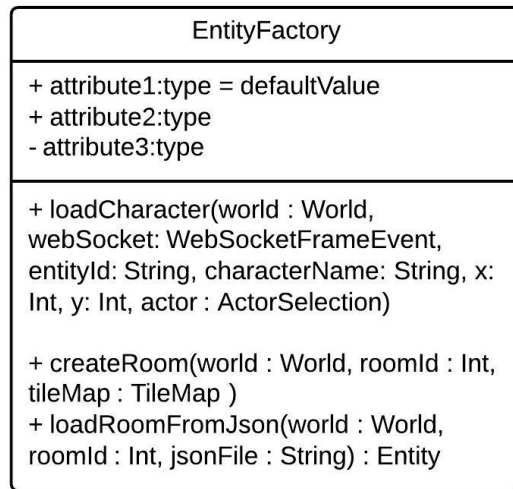 EntityFactory
+ attribute1:type = defaultValue
+ attribute2:type
- attribute3:type
+ loadCharacter(world : World,
webSocket: WebSocketFrameEvent,
entityId: String, characterName: String, x:
Int, y: Int, actor : ActorSelection)
+ createRoom(world : World, roomId : Int,
tileMap : TileMap )
+ loadRoomFromJson(world : World,
roomId : Int, jsonFile : String) : Entity